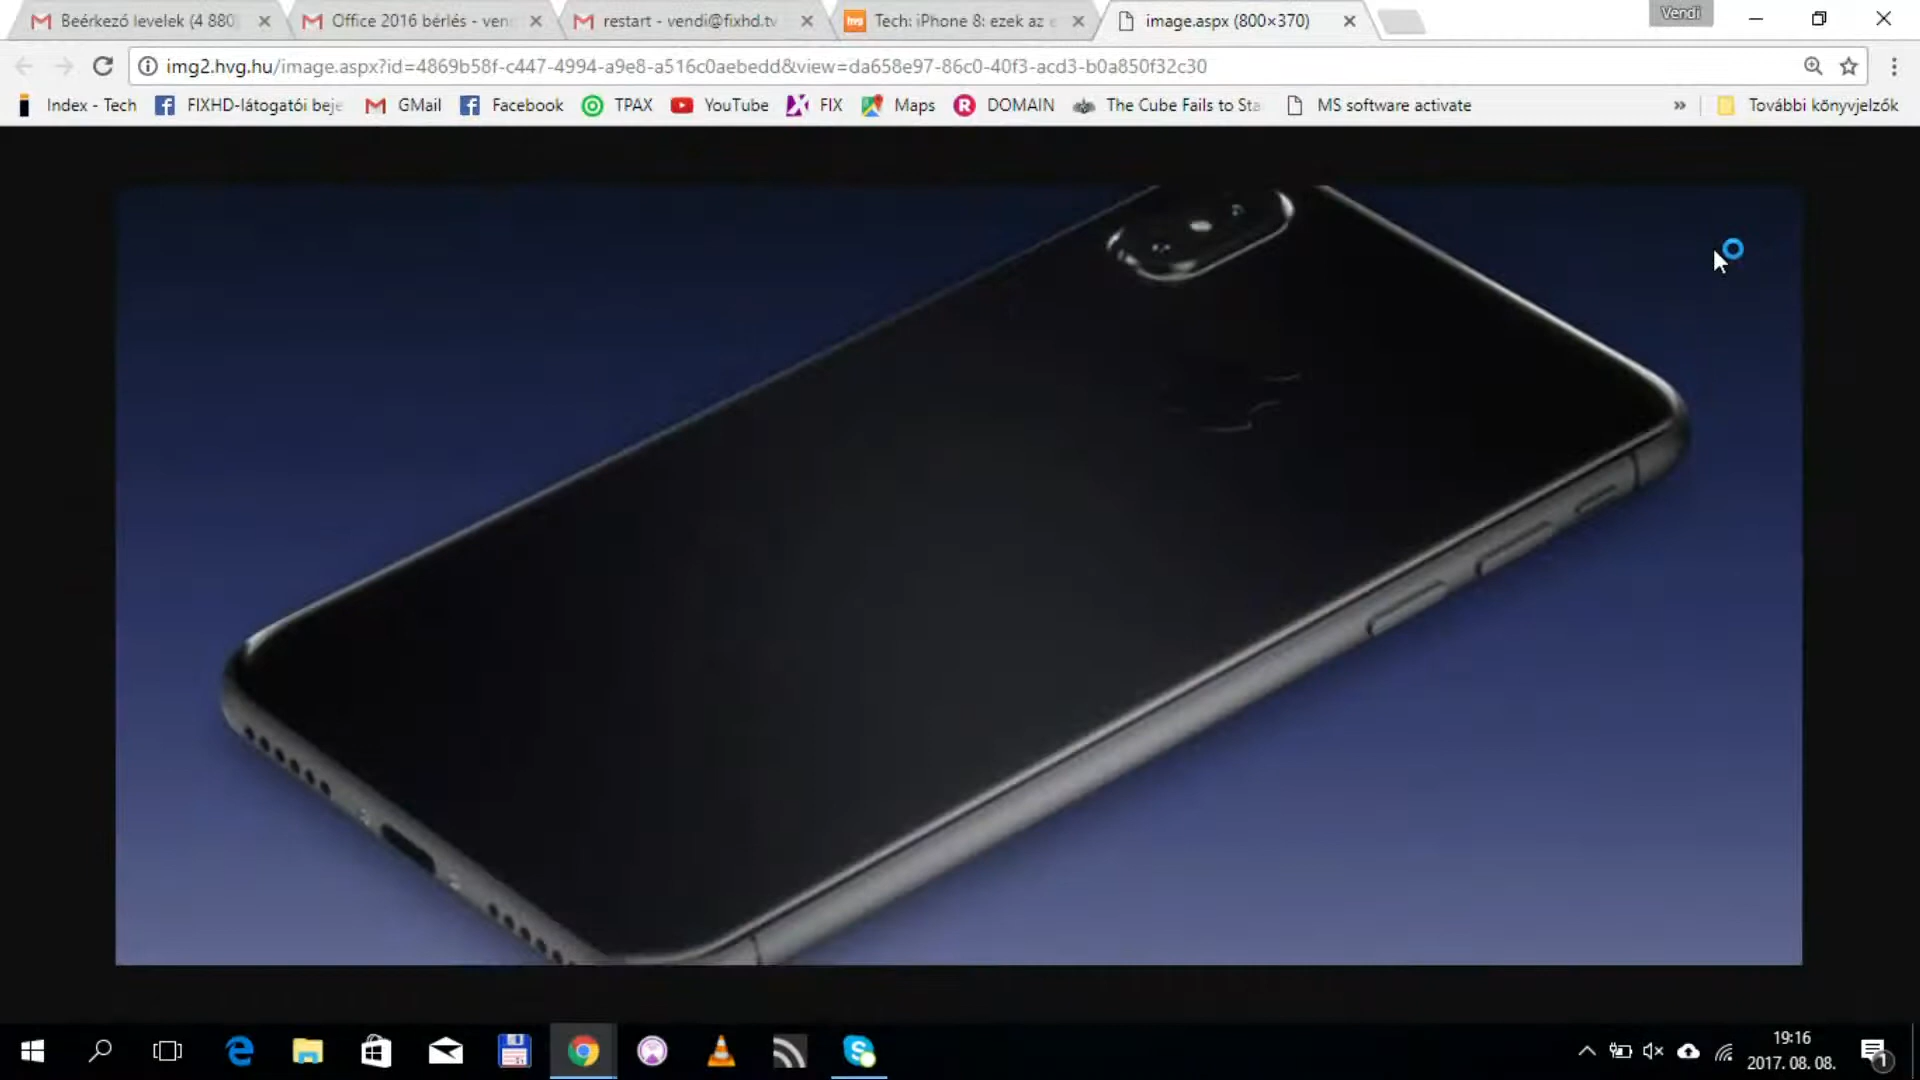 Beérkező levelek (4 880
Office 2016 bérlés - ven
restart - vendi@fixhd.tv
Tech: iPhone 8: ezek az e
image.aspx (800×370)
Vendi
img2.hvg.hu/image.aspx?id=4869b58f-c447-4994-a9e8-a516c0aebedd&view=da658e97-86c0-40f3-acd3-b0a850f32c30
Index - Tech
FIXHD-látogatói beje
GMail
Facebook
TPAX
YouTube
FIX
Maps
DOMAIN
The Cube Fails to Sta
MS software activate
»
További könyvjelzők
19:16
2017. 08. 08.
1